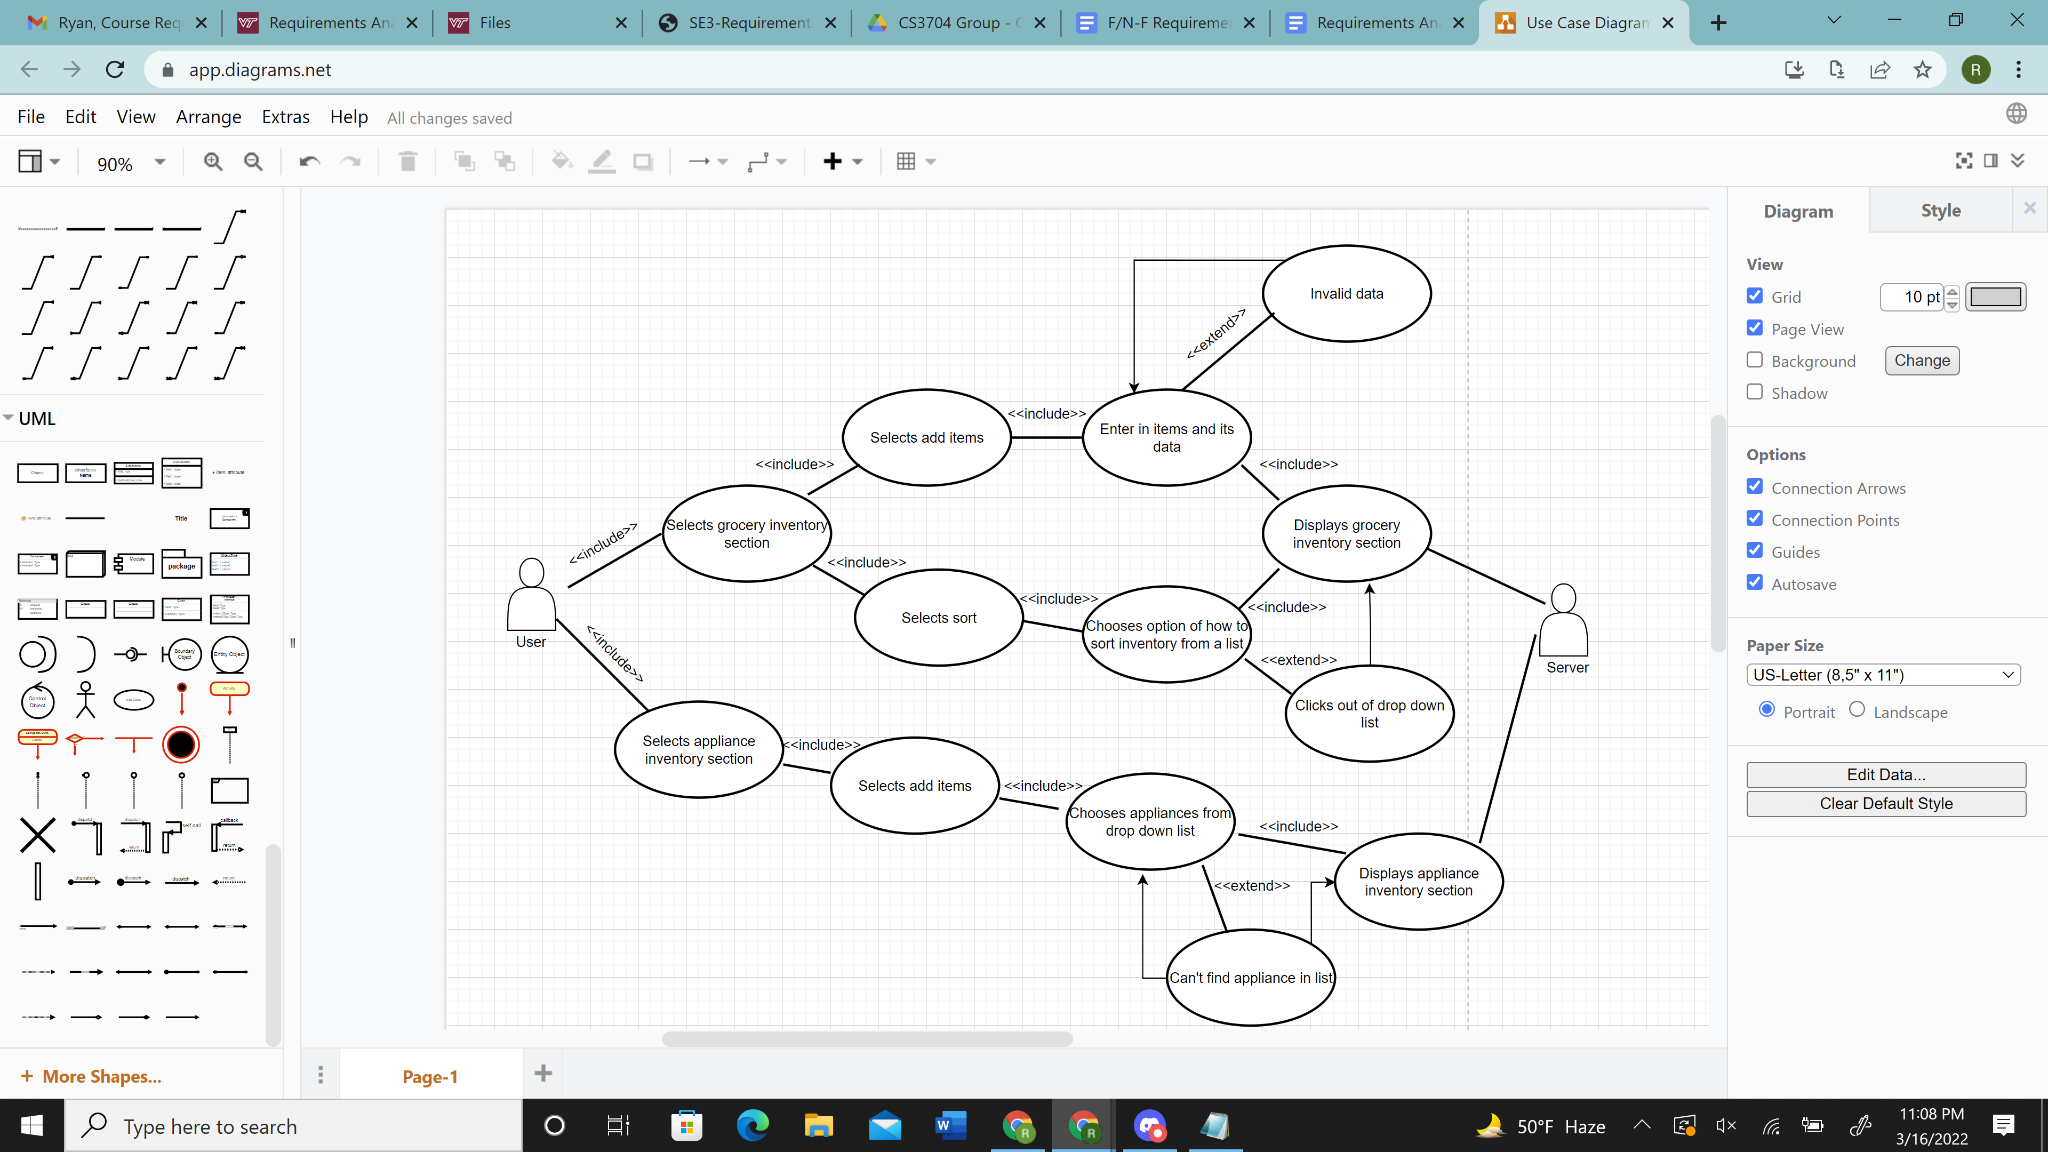 Ryan, Course Req
Requirements Ana
Files
SE3-Requirement
CS3704 Group - G
F/N-F Requireme
Requirements An
Use Case Diagram
app.diagrams.net
R
File Edit View Arrange Extras Help All changes saved
90%
UML
Title
package
+ More Shapes...
Page-1
Invalid data
<<extend>>
Selects add items
<<include>>
Enter in items and its
data
<<include>>
<<include>>
Selects grocery inventory
section
<<include>>
Displays grocery
inventory section
<<include>>
User
Selects sort
<<include>>
Chooses option of how to
sort inventory from a list
<<include>>
<<extend>>
Clicks out of drop down
list
Server
<<include>>
Selects appliance
inventory section
<<include>>
Selects add items
<<include>>
Chooses appliances from
drop down list
<<include>>
<<extend>>
Displays appliance
inventory section
Can't find appliance in list
Diagram
Style
View
Grid
10 pt
Page View
Background
Change
Shadow
Options
Connection Arrows
Connection Points
Guides
Autosave
Paper Size
US-Letter (8,5" x 11")
Portrait
Landscape
Edit Data...
Clear Default Style
Type here to search
50°F Haze
11:08 PM
3/16/2022